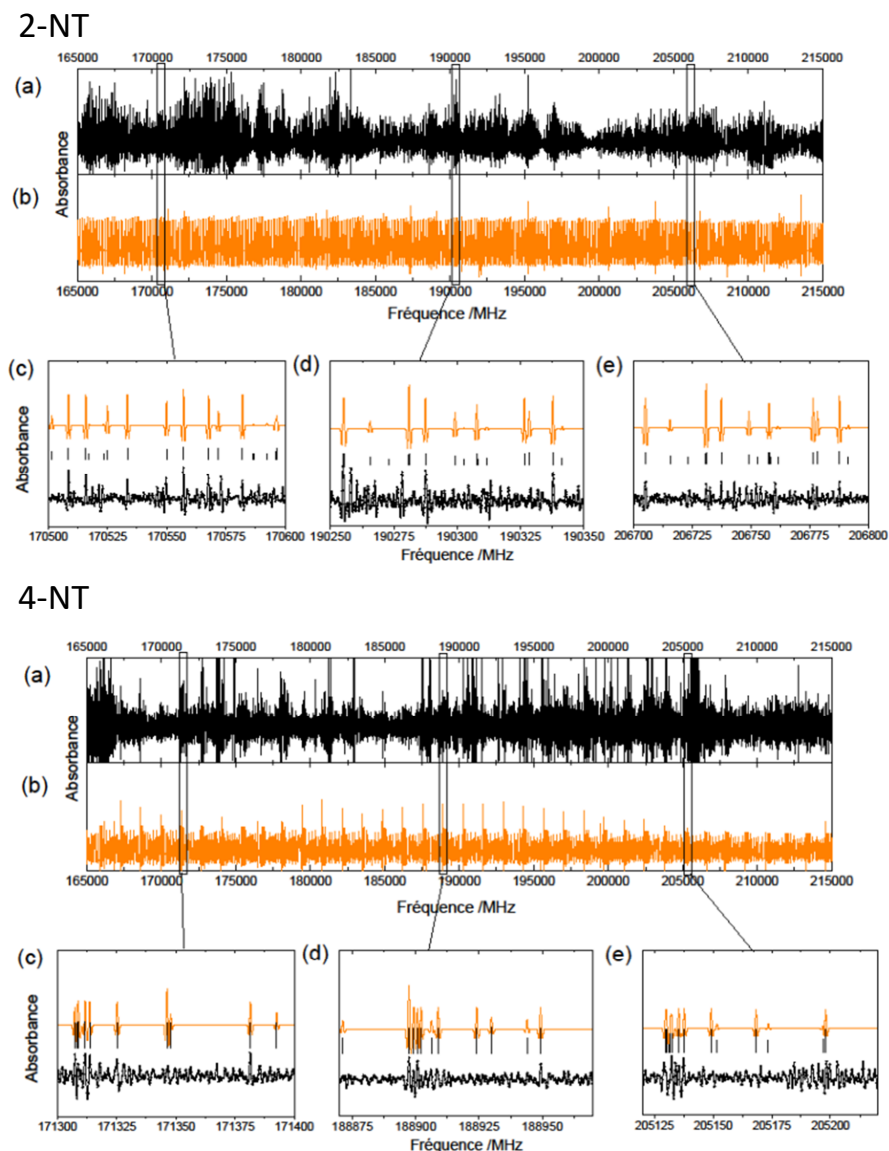 2-NT
165000 170000 175000 180000 185000 190000 195000 200000 205000 210000 215000
(a)
Absorbance
(b)
165000 170000 175000 180000 185000 190000 195000 200000 205000 210000 215000
Fréquence /MHz
(c) (d) (e)
Absorbance
170500 170525 170550 170575 170600
190250 190275 190300 190325 190350
206700 206725 206750 206775 206800
Fréquence /MHz
4-NT
165000 170000 175000 180000 185000 190000 195000 200000 205000 210000 215000
(a)
Absorbance
(b)
165000 170000 175000 180000 185000 190000 195000 200000 205000 210000 215000
Fréquence /MHz
(c) (d) (e)
Absorbance
171300 171325 171350 171375 171400
188875 188900 188925 188950
205125 205150 205175 205200
Fréquence /MHz